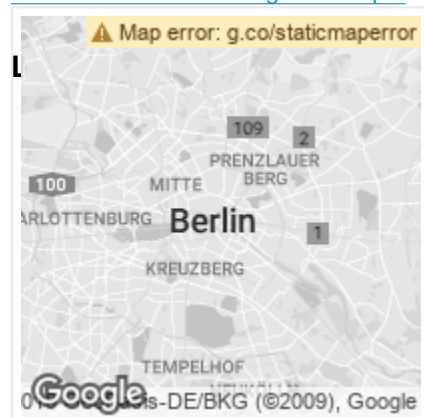 Map error: g.co/staticmaperror
109
2
PRENZLAUER
BERG
100
MITTE
ARLOTTENBURG
Berlin
1
KREUZBERG
TEMPELHOF
Google
-DE/BKG (©2009), Google